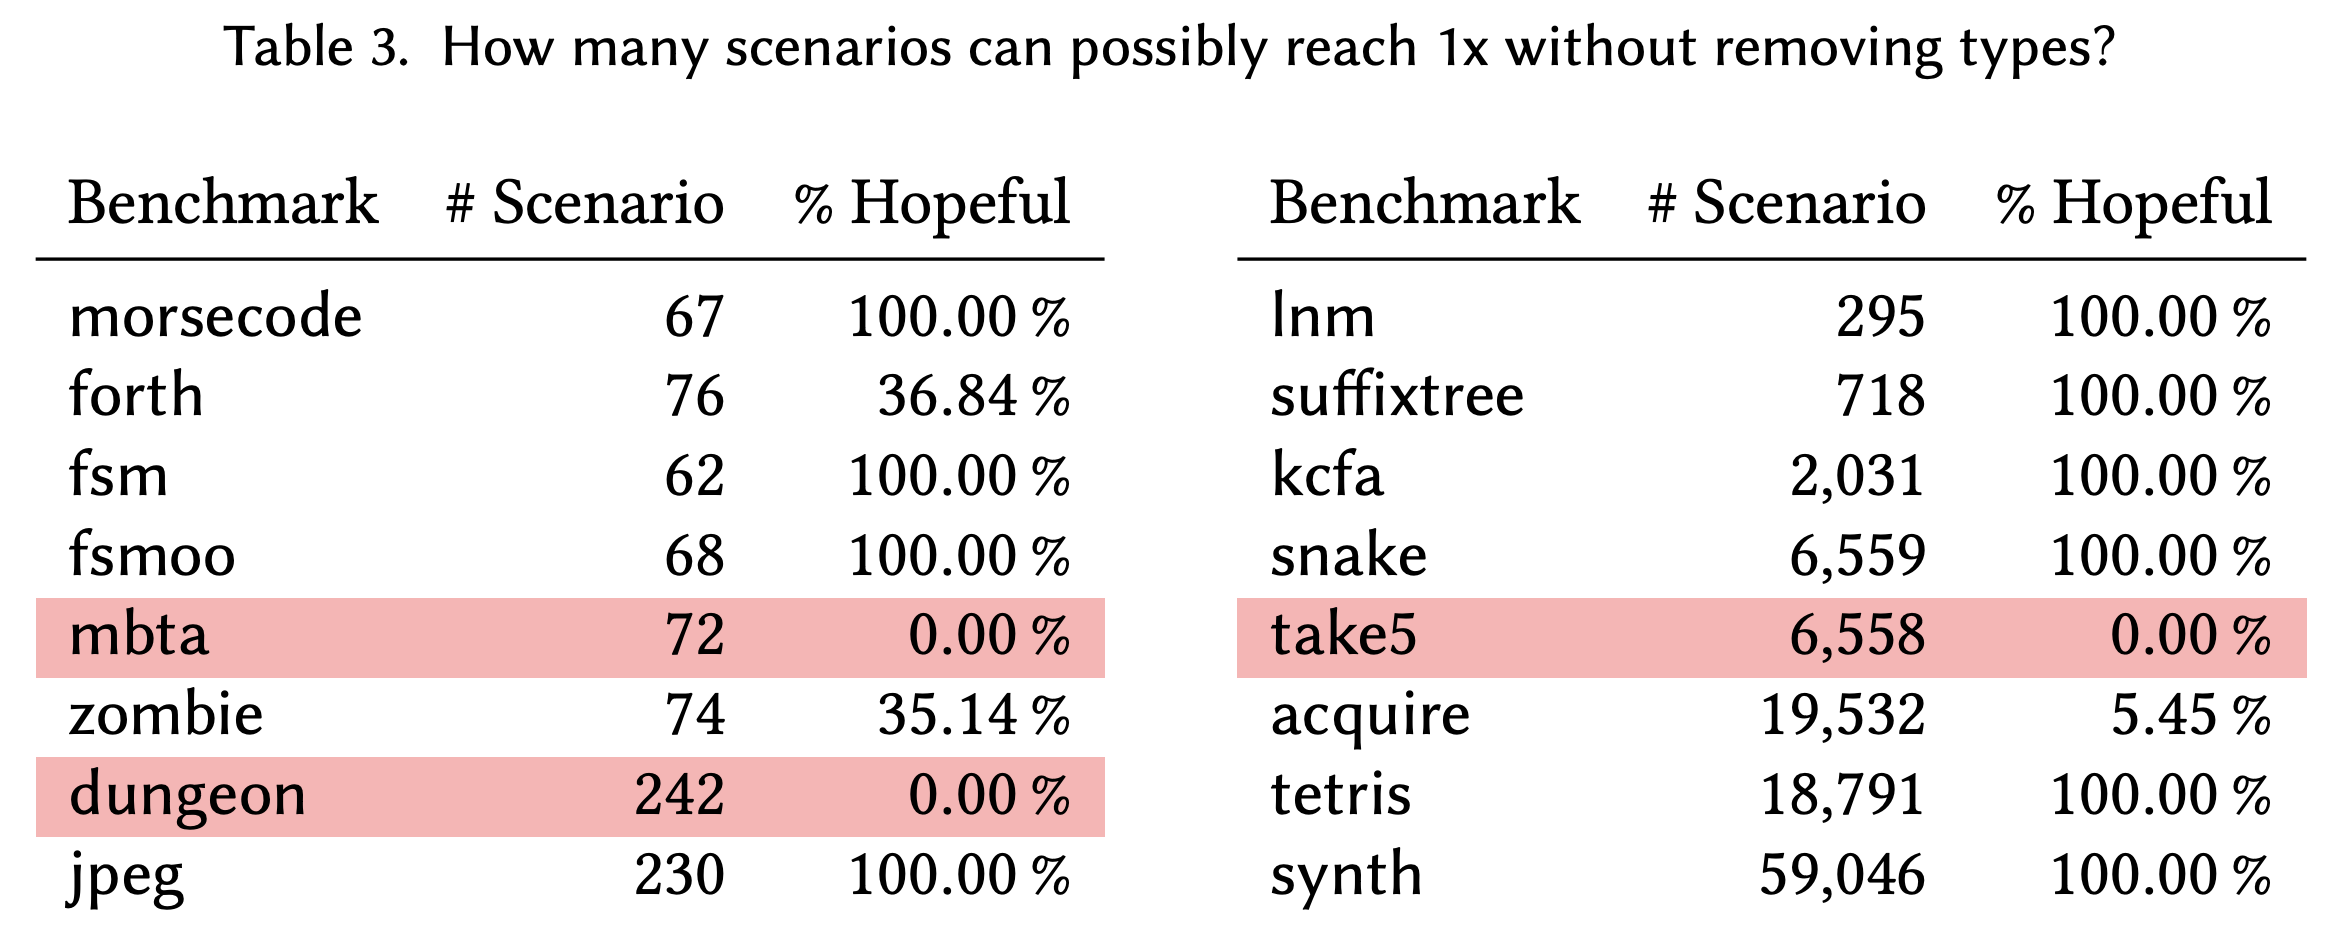 Table 3. How many scenarios can possibly reach 1x without removing types?
Benchmark # Scenario % Hopeful
morsecode 67 100.00 %
forth 76 36.84 %
fsm 62 100.00 %
fsmoo 68 100.00 %
mbta 72 0.00 %
zombie 74 35.14 %
dungeon 242 0.00 %
jpeg 230 100.00 %
Benchmark # Scenario % Hopeful
lnm 295 100.00 %
suffixtree 718 100.00 %
kcfa 2,031 100.00 %
snake 6,559 100.00 %
take5 6,558 0.00 %
acquire 19,532 5.45 %
tetris 18,791 100.00 %
synth 59,046 100.00 %